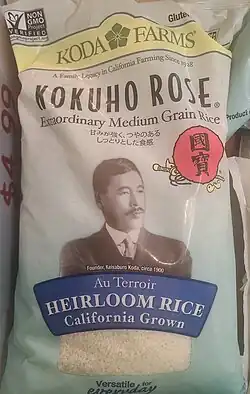 NON
GMO
Project
VERIFIED
Gluten
KODA FARMS®
A Family Legacy in California Farming Since 1928
KOKUHO ROSE®
Extraordinary Medium Grain Rice
甘みが強く、つやのある
しっとりとした食感
國寶
Product
$4.99
Founder, Keisaburo Koda, circa 1900
Au Terroir
HEIRLOOM RICE
California Grown
Versatile for
everyday